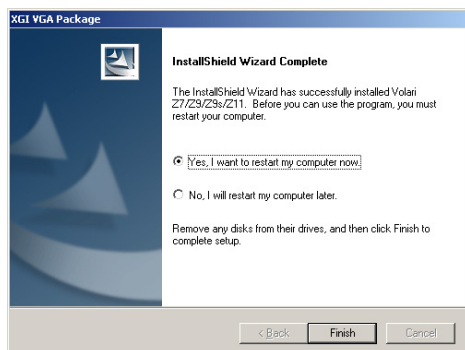 XGI VGA Package
InstallShield Wizard Complete
The InstallShield Wizard has successfully installed Volari
Z7/Z9/Z9s/Z11. Before you can use the program, you must
restart your computer.
Yes, I want to restart my computer now.
No, I will restart my computer later.
Remove any disks from their drives, and then click Finish to
complete setup.
< Back Finish Cancel